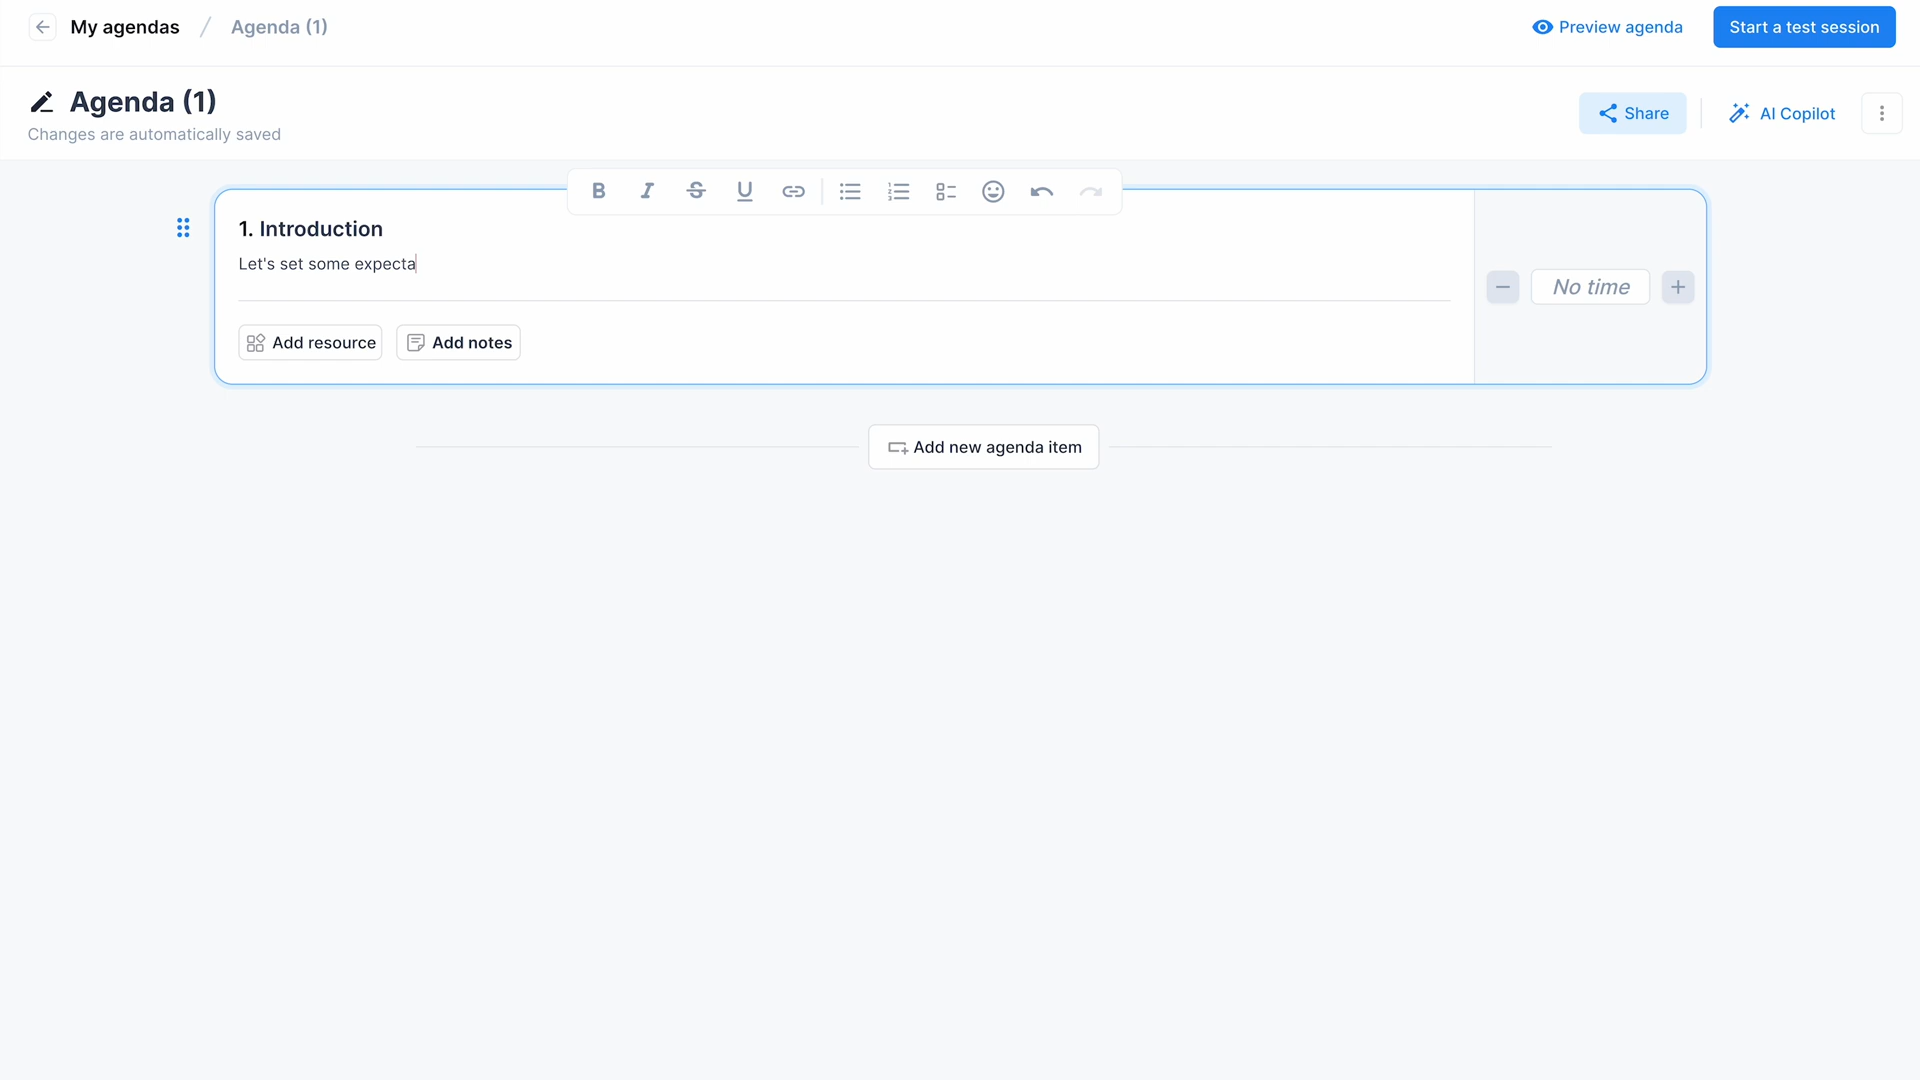 My agendas / Agenda (1)
Preview agenda
Start a test session
Agenda (1)
Changes are automatically saved
Share
AI Copilot
1. Introduction
Let's set some expecta
No time
Add resource
Add notes
Add new agenda item